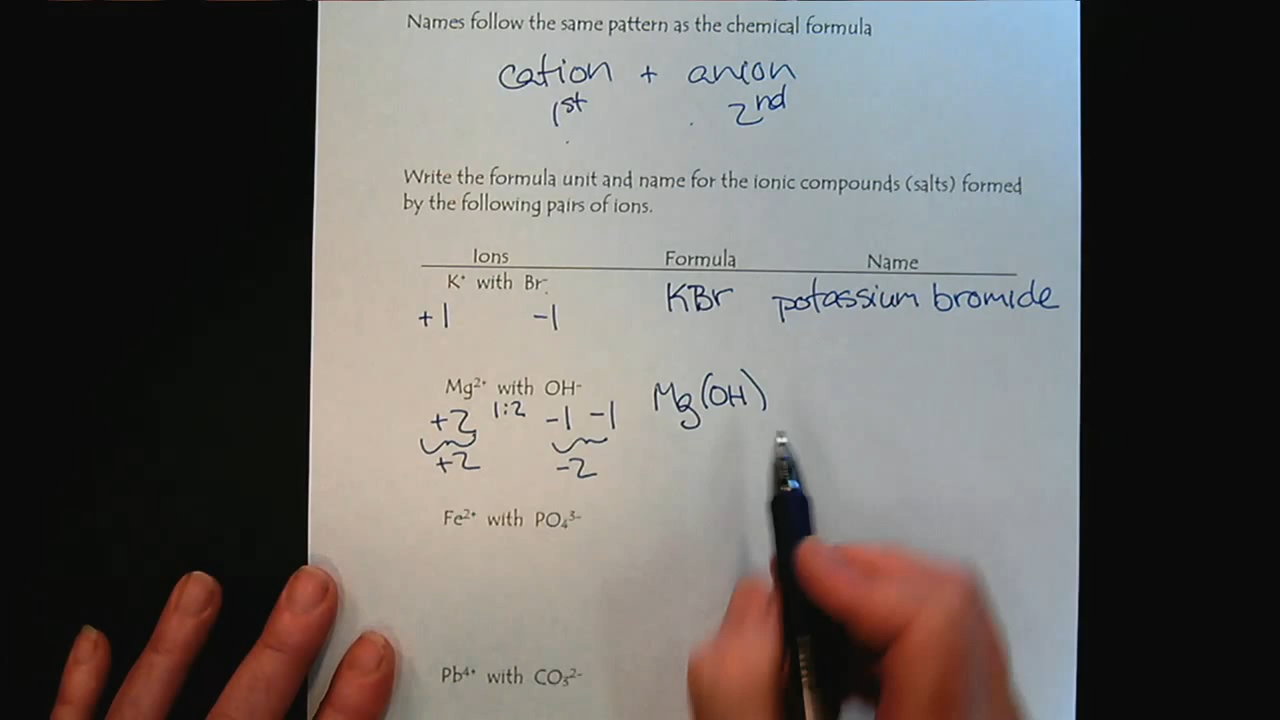 Names follow the same pattern as the chemical formula
cation + anion
1st 2nd
Write the formula unit and name for the ionic compounds (salts) formed
by the following pairs of ions.
Ions Formula Name
K⁺ with Br⁻ KBr potassium bromide
+1 -1
Mg²⁺ with OH⁻ Mg(OH)
+2 1:2 -1 -1
+2 -2
Fe²⁺ with PO₄³⁻
Pb⁴⁺ with CO₃²⁻